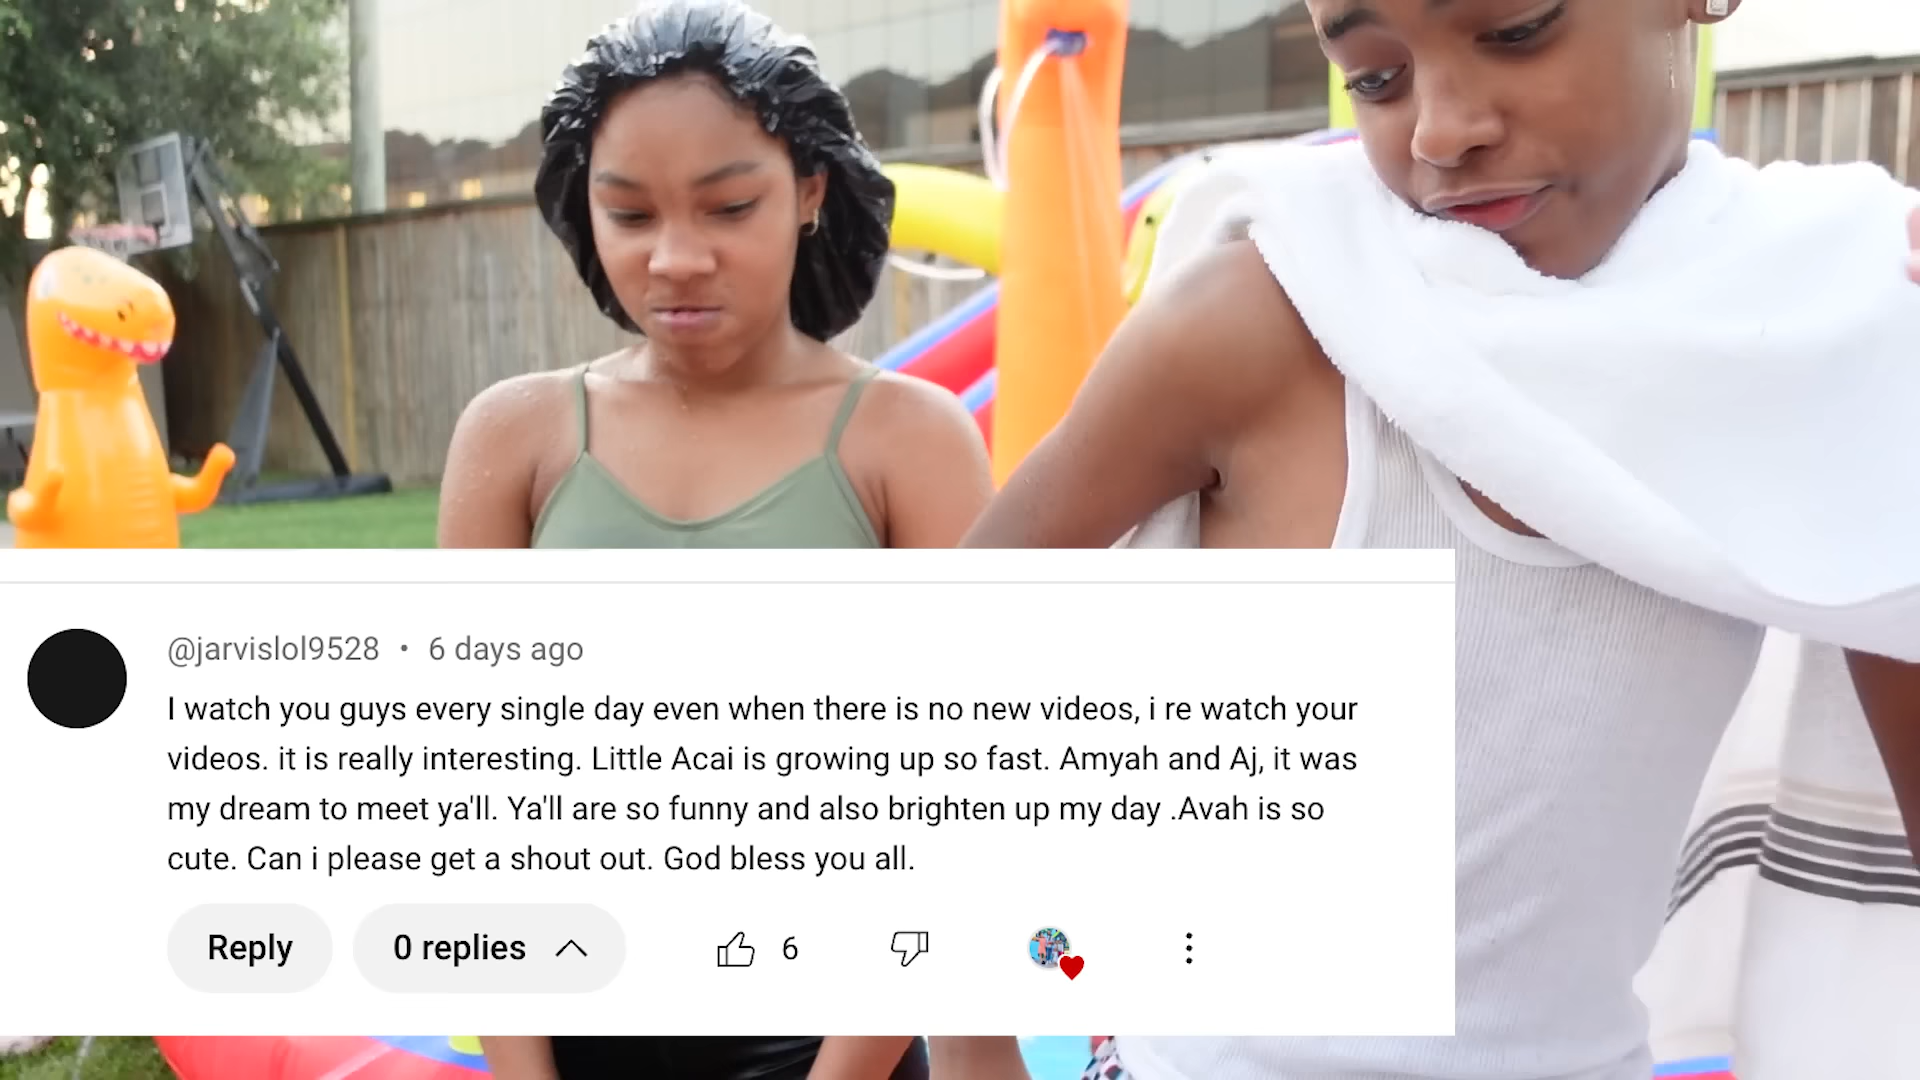 @jarvislol9528 • 6 days ago
I watch you guys every single day even when there is no new videos, i re watch your
videos. it is really interesting. Little Acai is growing up so fast. Amyah and Aj, it was
my dream to meet ya'll. Ya'll are so funny and also brighten up my day .Avah is so
cute. Can i please get a shout out. God bless you all.
Reply 0 replies 6